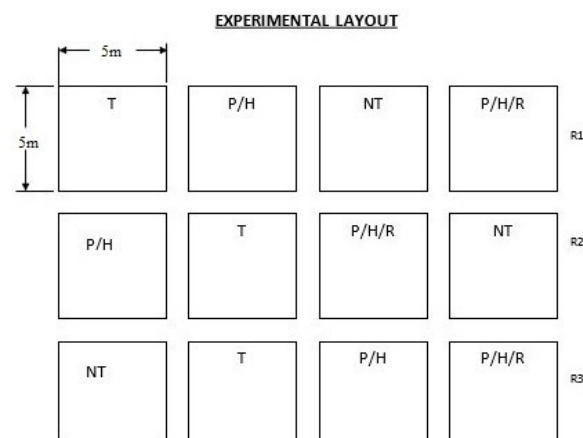 EXPERIMENTAL LAYOUT
5m
5m
T P/H NT P/H/R R1
P/H T P/H/R NT R2
NT T P/H P/H/R R3